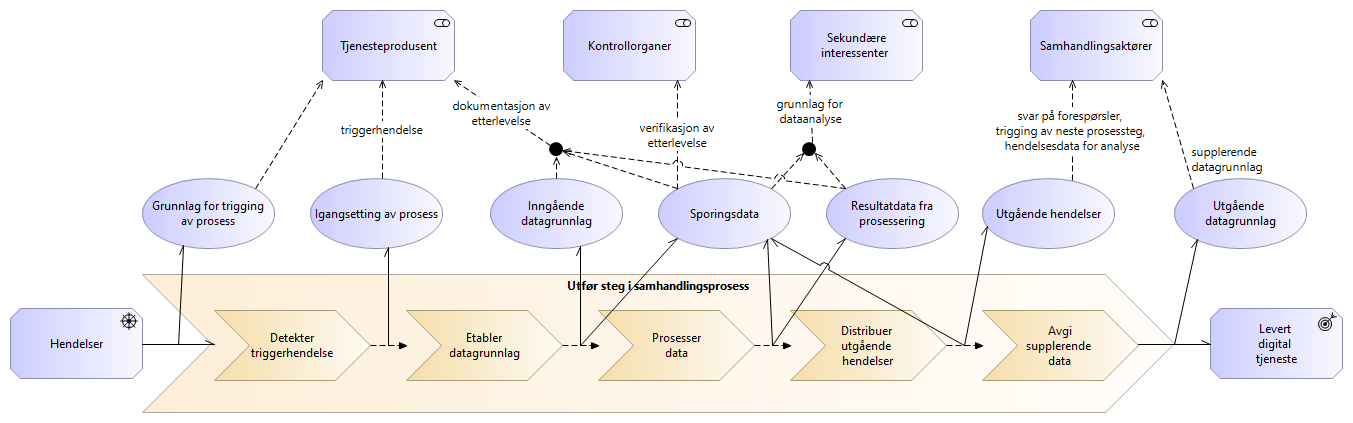 Tjenesteprodusent
Kontrollorganer
Sekundære
interessenter
Samhandlingsaktører
dokumentasjon av
etterlevelse
grunnlag for
dataanalyse
triggerhendelse
verifikasjon av
etterlevelse
svar på forespørsler,
trigging av neste prosessteg,
hendelsesdata for analyse
supplerende
datagrunnlag
Grunnlag for trigging
av prosess
Igangsetting av prosess
Inngående
datagrunnlag
Sporingsdata
Resultatdata fra
prosessering
Utgående hendelser
Utgående
datagrunnlag
Utfør steg i samhandlingsprosess
Hendelser
Detekter
triggerhendelse
Etabler
datagrunnlag
Prosesser
data
Distribuer
utgående
hendelser
Avgi
supplerende
data
Levert
digital
tjeneste